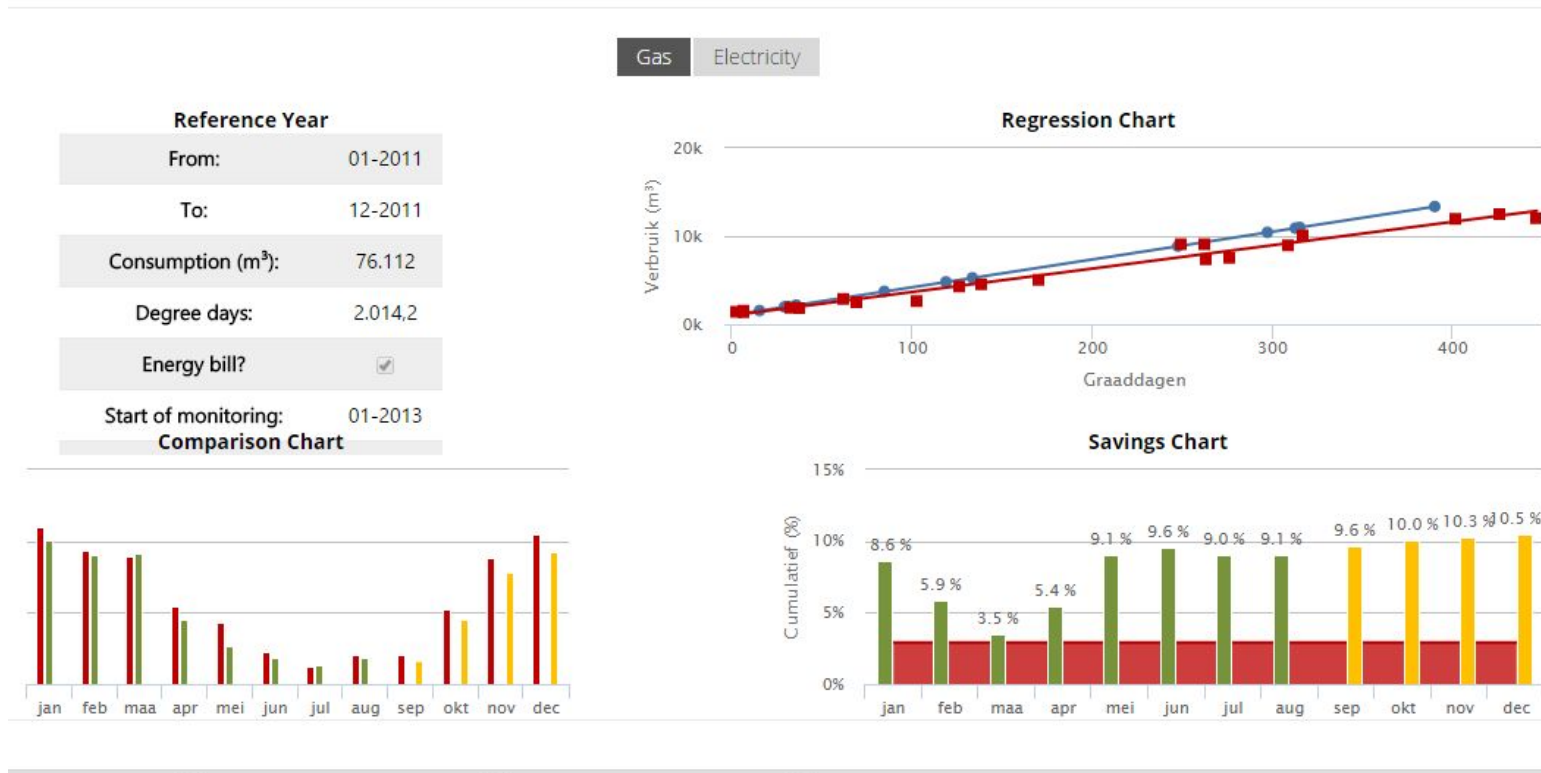 Gas Electricity
Reference Year
From: 01-2011
To: 12-2011
Consumption (m³): 76.112
Degree days: 2.014,2
Energy bill?
Start of monitoring: 01-2013
Regression Chart
Verbruik (m³)
20k
10k
0k
0 100 200 300 400
Graaddagen
Comparison Chart
jan feb maa apr mei jun jul aug sep okt nov dec
Savings Chart
Cumulatief (%)
15%
10%
5%
0%
8.6 % 5.9 % 3.5 % 5.4 % 9.1 % 9.6 % 9.0 % 9.1 % 9.6 % 10.0 % 10.3 % 10.5 %
jan feb maa apr mei jun jul aug sep okt nov dec